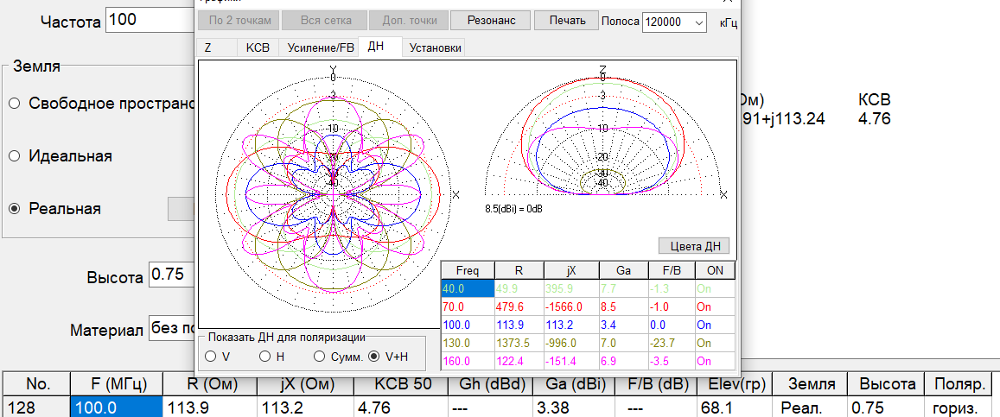 Графики
Частота 100
По 2 точкам Вся сетка Доп. точки Резонанс Печать Полоса 120000 кГц
Z КСВ Усиление/FB ДН Установки
Земля
Свободное пространс
Идеальная
Реальная
Высота 0.75
Материал без по
Ом) КСВ
91+j113.24 4.76
Y
-0
-3
-10
-20
-30
-40
X
Z
-0
-3
-10
-20
-30
-40
X
8.5(dBi) = 0dB
Цвета ДН
Freq R jX Ga F/B ON
40.0 49.9 395.9 7.7 -1.3 On
70.0 479.6 -1566.0 8.5 -1.0 On
100.0 113.9 113.2 3.4 0.0 On
130.0 1373.5 -996.0 7.0 -23.7 On
160.0 122.4 -151.4 6.9 -3.5 On
Показать ДН для поляризации
V H Сумм. V+H
No. F (МГц) R (Ом) jX (Ом) КСВ 50 Gh (dBd) Ga (dBi) F/B (dB) Elev(гр) Земля Высота Поляр.
128 100.0 113.9 113.2 4.76 --- 3.38 --- 68.1 Реал. 0.75 гориз.